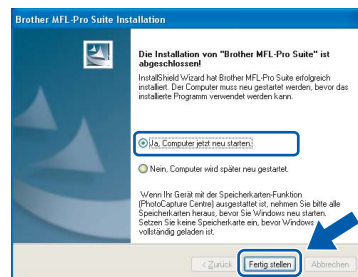 Brother MFL-Pro Suite Installation
Die Installation von "Brother MFL-Pro Suite" ist
abgeschlossen!
InstallShield Wizard hat Brother MFL-Pro Suite erfolgreich
installiert. Der Computer muss neu gestartet werden, bevor das
installierte Programm verwendet werden kann.
Ja, Computer jetzt neu starten.
Nein, Computer wird später neu gestartet.
Wenn Ihr Gerät mit der Speicherkarten-Funktion
(PhotoCapture Centre) ausgestattet ist, nehmen Sie bitte alle
Speicherkarten heraus, bevor Sie Windows neu starten.
Setzen Sie keine Speicherkarte ein, bevor Windows
vollständig geladen ist.
< Zurück Fertig stellen Abbrechen